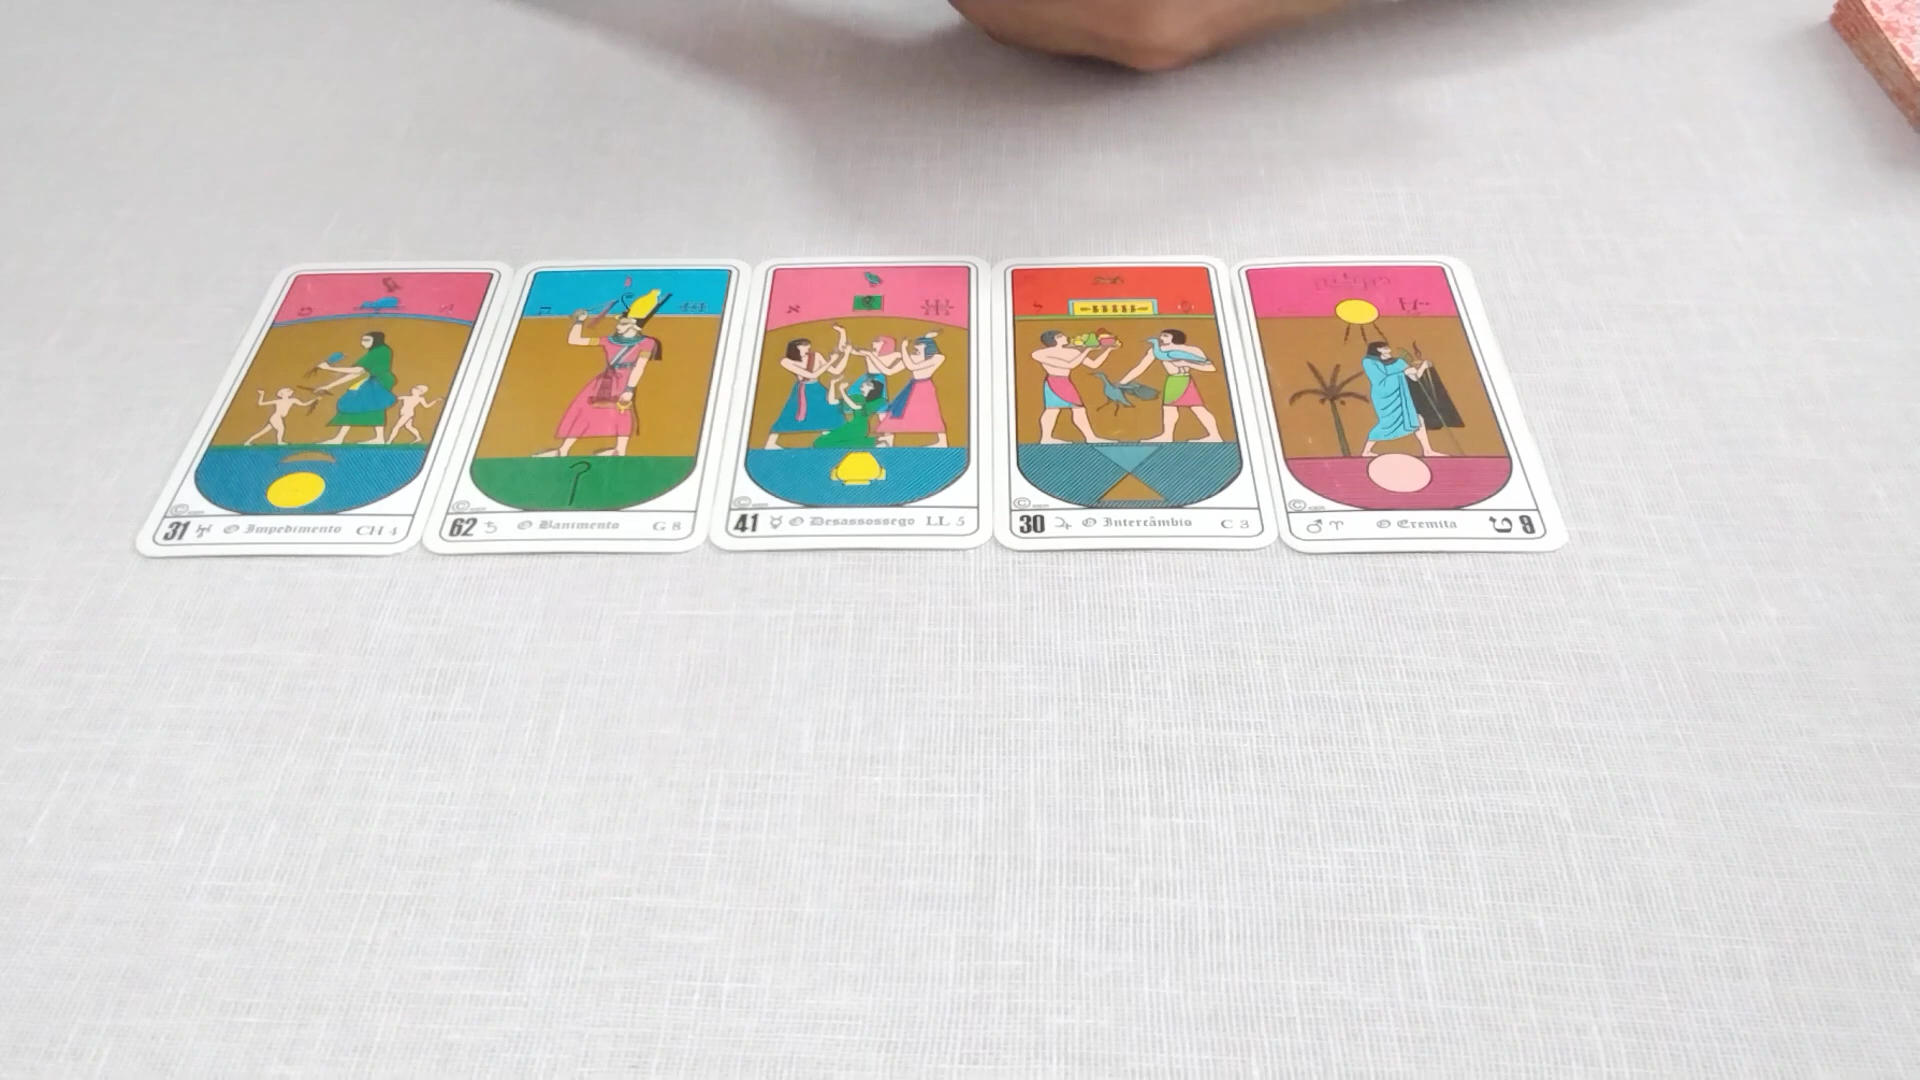 31 ♅ O Impedimento CH 4
62 ♄ O Banimento G 8
41 ☿ O Desassossego LL 5
30 ♃ O Intercâmbio C 3
♂ ♈ O Eremita ט 9